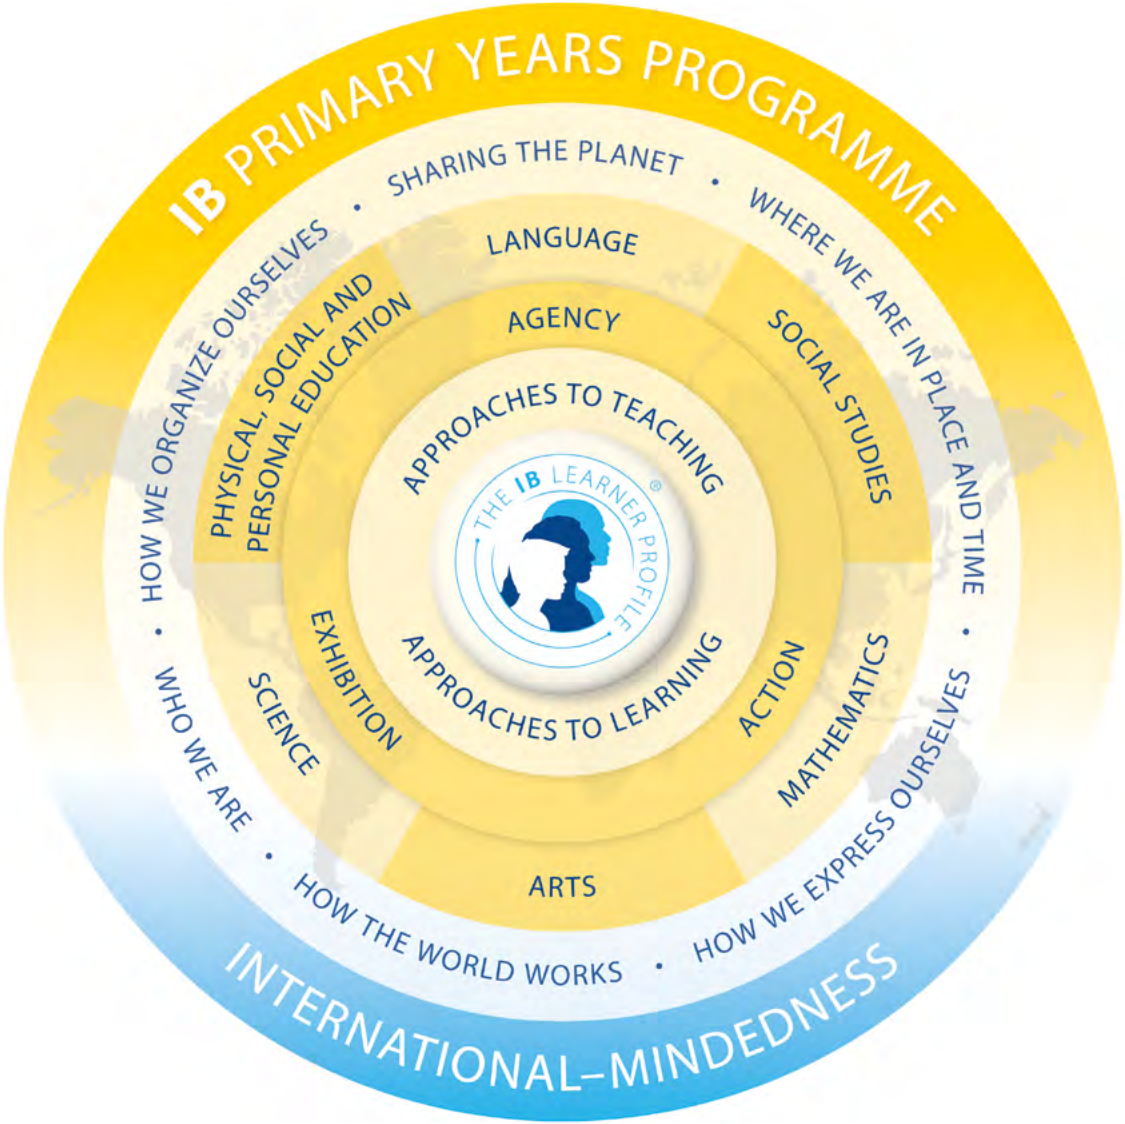 IB PRIMARY YEARS PROGRAMME
SHARING THE PLANET
•
WHERE WE ARE IN PLACE AND TIME
•
HOW WE EXPRESS OURSELVES
•
HOW THE WORLD WORKS
•
WHO WE ARE
•
HOW WE ORGANIZE OURSELVES
•
LANGUAGE
SOCIAL STUDIES
MATHEMATICS
ARTS
SCIENCE
PHYSICAL, SOCIAL AND
PERSONAL EDUCATION
AGENCY
ACTION
EXHIBITION
APPROACHES TO TEACHING
THE IB LEARNER PROFILE
®
APPROACHES TO LEARNING
INTERNATIONAL–MINDEDNESS